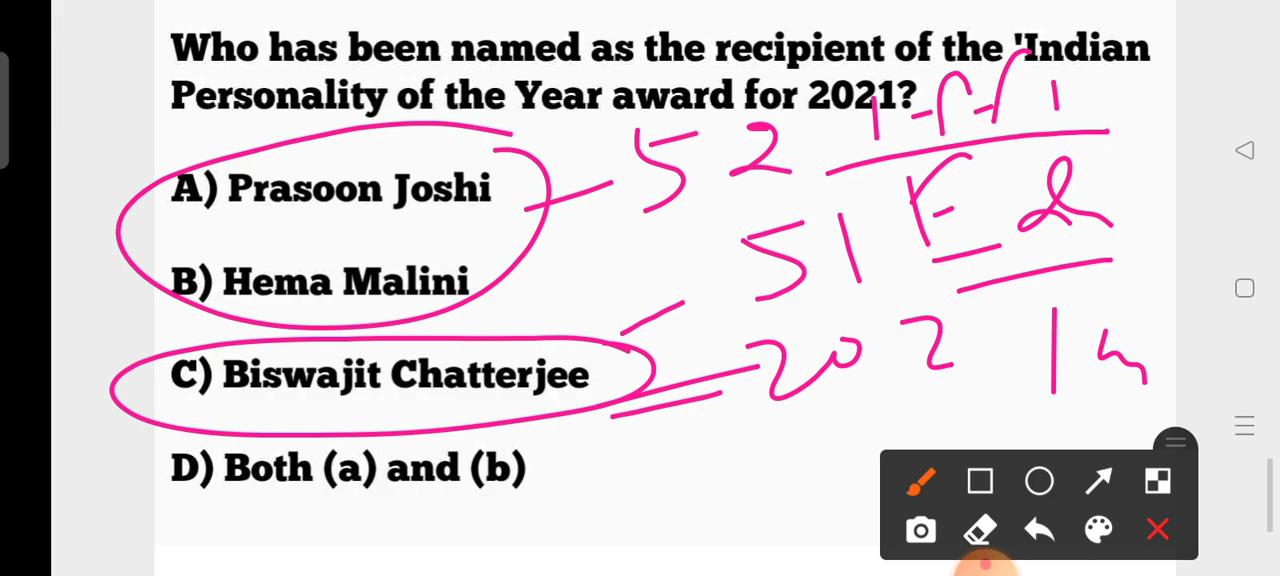 Who has been named as the recipient of the 'Indian
Personality of the Year award for 2021?
I-F-F I
A) Prasoon Joshi
52
51
B) Hema Malini
C) Biswajit Chatterjee
2021
D) Both (a) and (b)